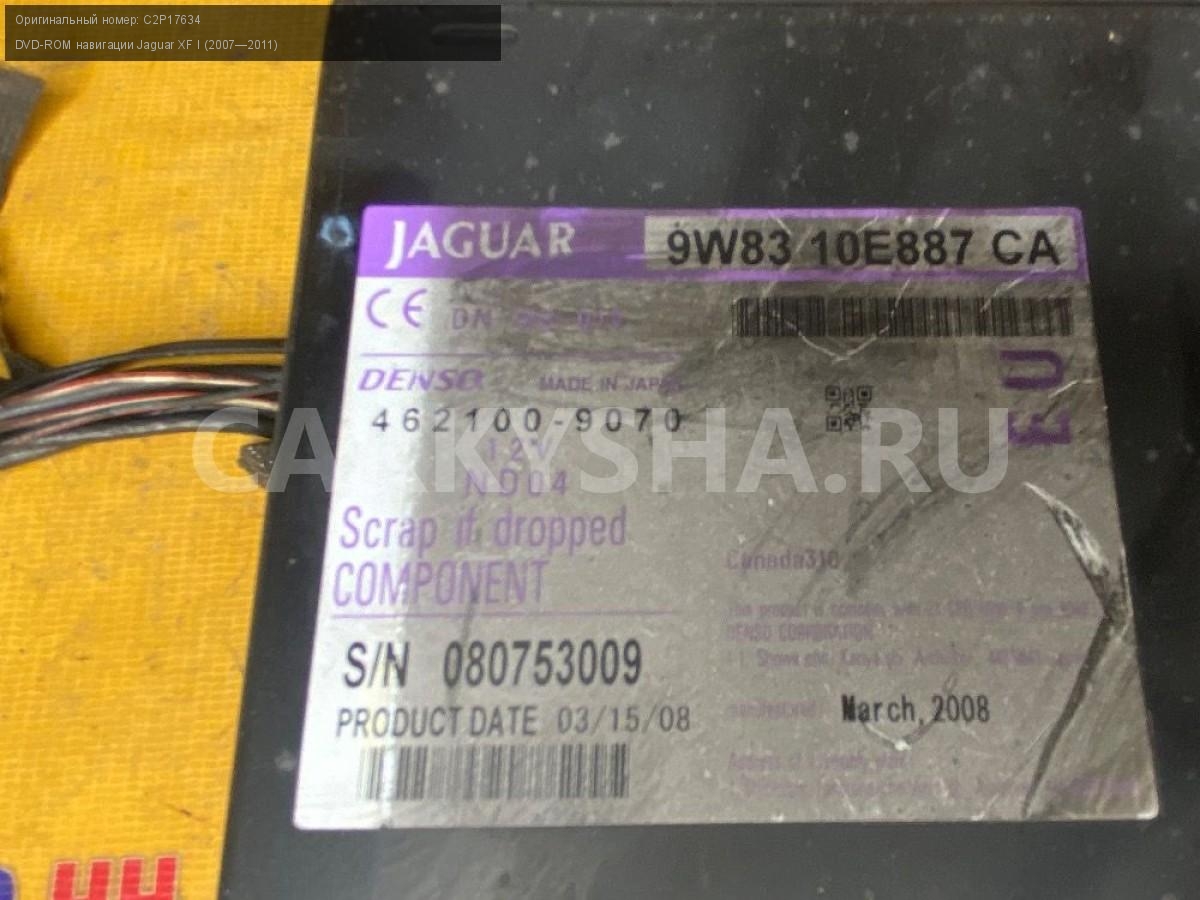 Оригинальный номер: C2P17634
DVD-ROM навигации Jaguar XF I (2007—2011)
JAGUAR 9W83 10E887 CA
CE DN
DENSO MADE IN JAPAN
EU
462100-9070
CARKYSHA.RU
12V
ND04
Scrap if dropped
Canada310
COMPONENT
DENSO CORPORATION
S/N 080753009
PRODUCT DATE 03/15/08
March, 2008